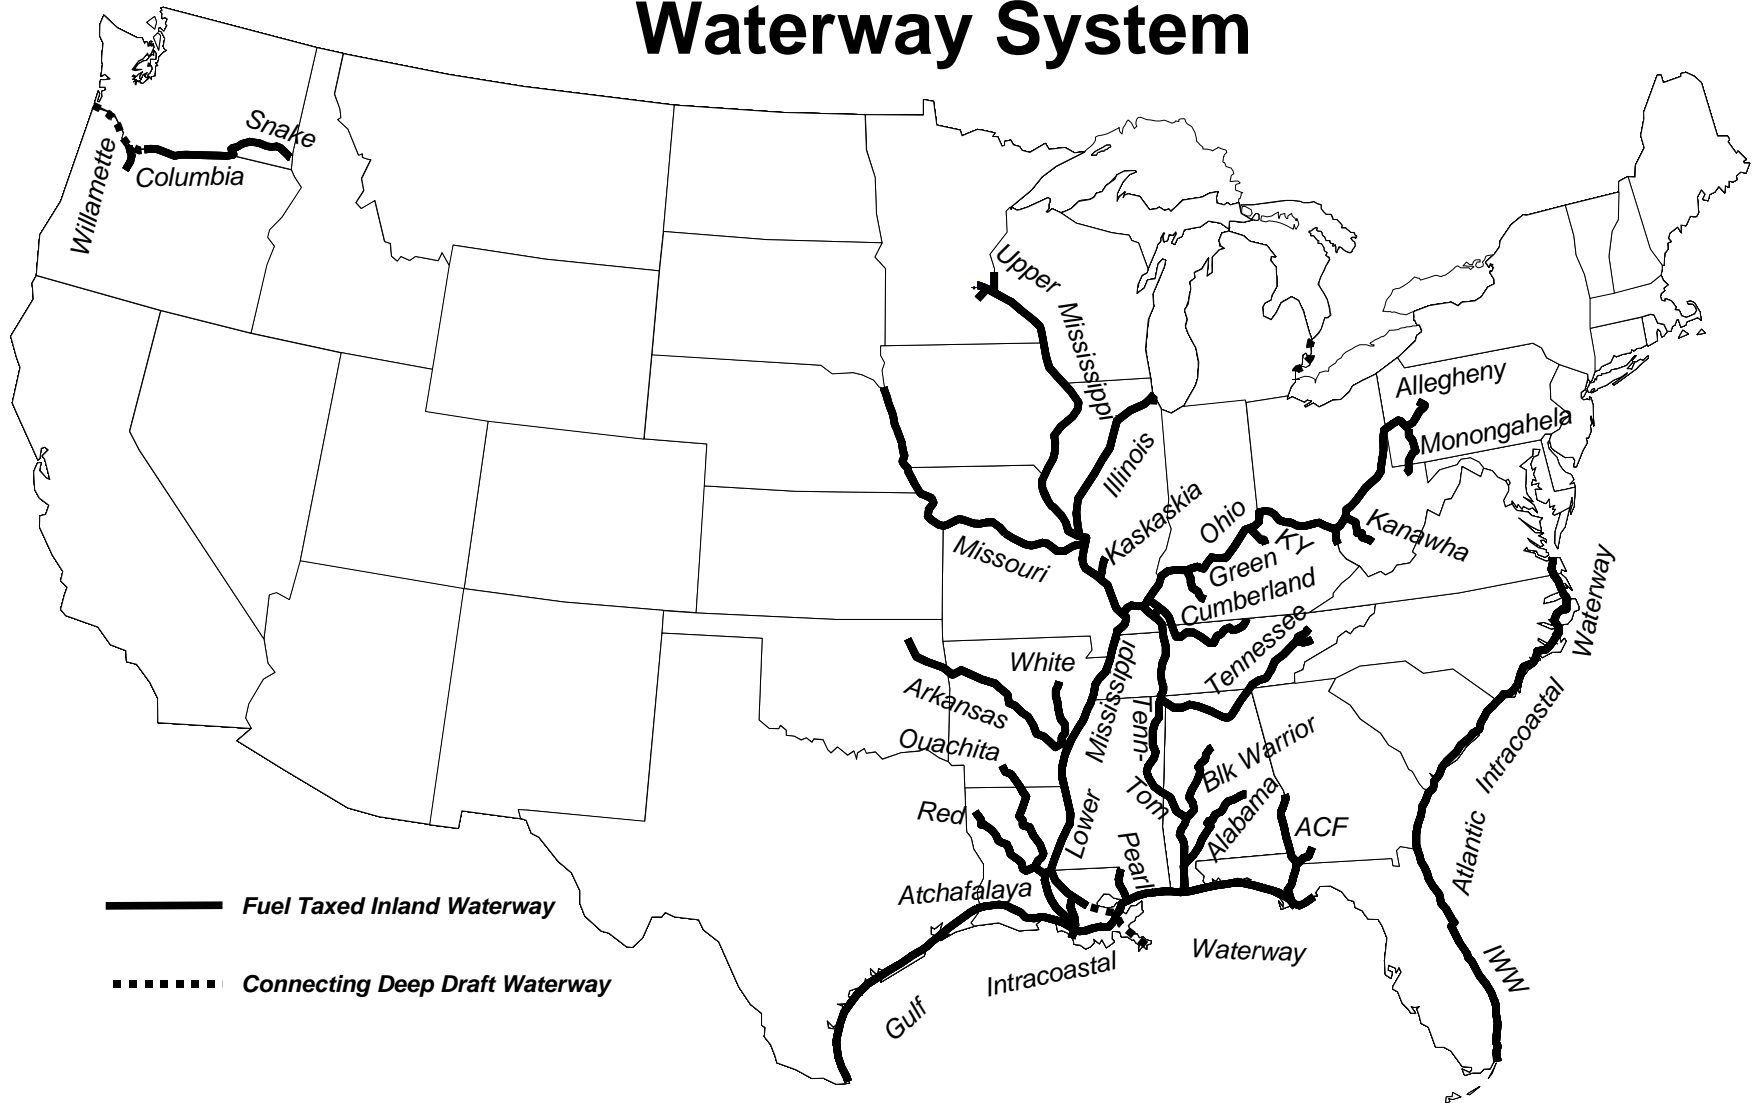 Waterway System
Snake
Willamette
Columbia
Upper
Mississippi
Allegheny
Monongahela
Illinois
Kaskaskia
Ohio
KY
Kanawha
Missouri
Green
Cumberland
Tennessee
White
Arkansas
Ouachita
Red
Lower
Mississippi
Tenn-
Tom
Blk Warrior
Alabama
ACF
Pearl
Atchafalaya
Atlantic
Intracoastal
Waterway
IWW
Gulf
Intracoastal
Waterway
Fuel Taxed Inland Waterway
Connecting Deep Draft Waterway